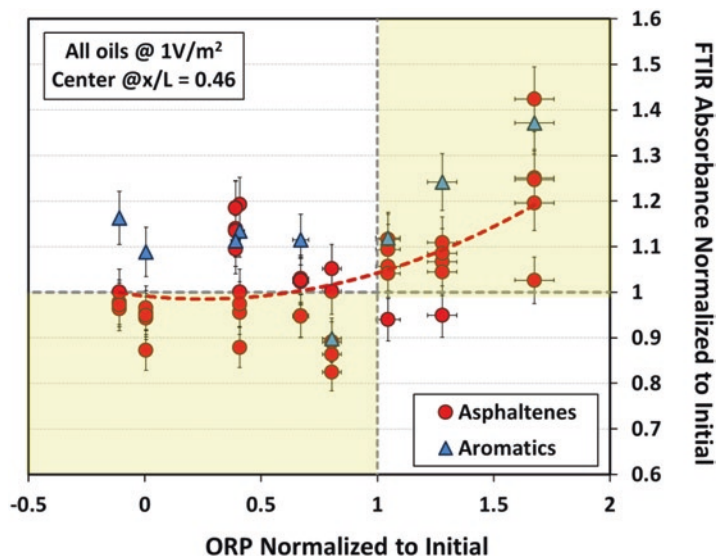 All oils @ 1V/m²
Center @x/L = 0.46
1.6
1.5
1.4
1.3
1.2
1.1
1
0.9
0.8
0.7
0.6
FTIR Absorbance Normalized to Initial
Asphaltenes
Aromatics
-0.5
0
0.5
1
1.5
2
ORP Normalized to Initial